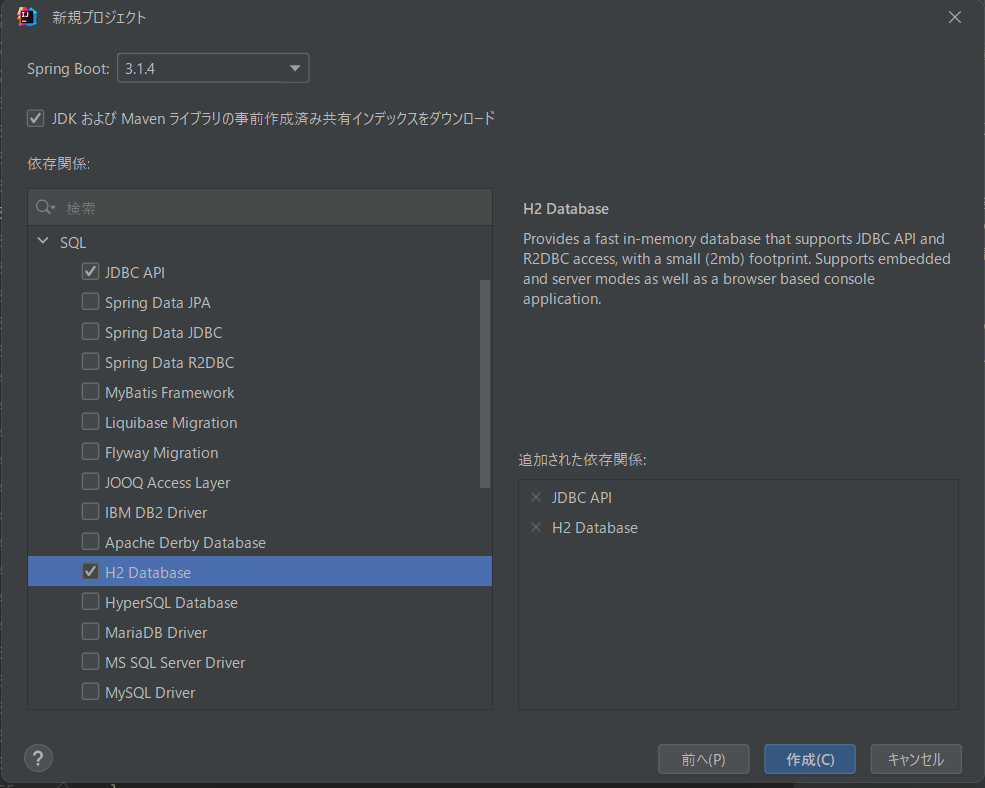 新規プロジェクト
Spring Boot: 3.1.4
JDK および Maven ライブラリの事前作成済み共有インデックスをダウンロード
依存関係:
検索
SQL
JDBC API
Spring Data JPA
Spring Data JDBC
Spring Data R2DBC
MyBatis Framework
Liquibase Migration
Flyway Migration
JOOQ Access Layer
IBM DB2 Driver
Apache Derby Database
H2 Database
HyperSQL Database
MariaDB Driver
MS SQL Server Driver
MySQL Driver
H2 Database
Provides a fast in-memory database that supports JDBC API and
R2DBC access, with a small (2mb) footprint. Supports embedded
and server modes as well as a browser based console
application.
追加された依存関係:
JDBC API
H2 Database
?
前へ(P)
作成(C)
キャンセル